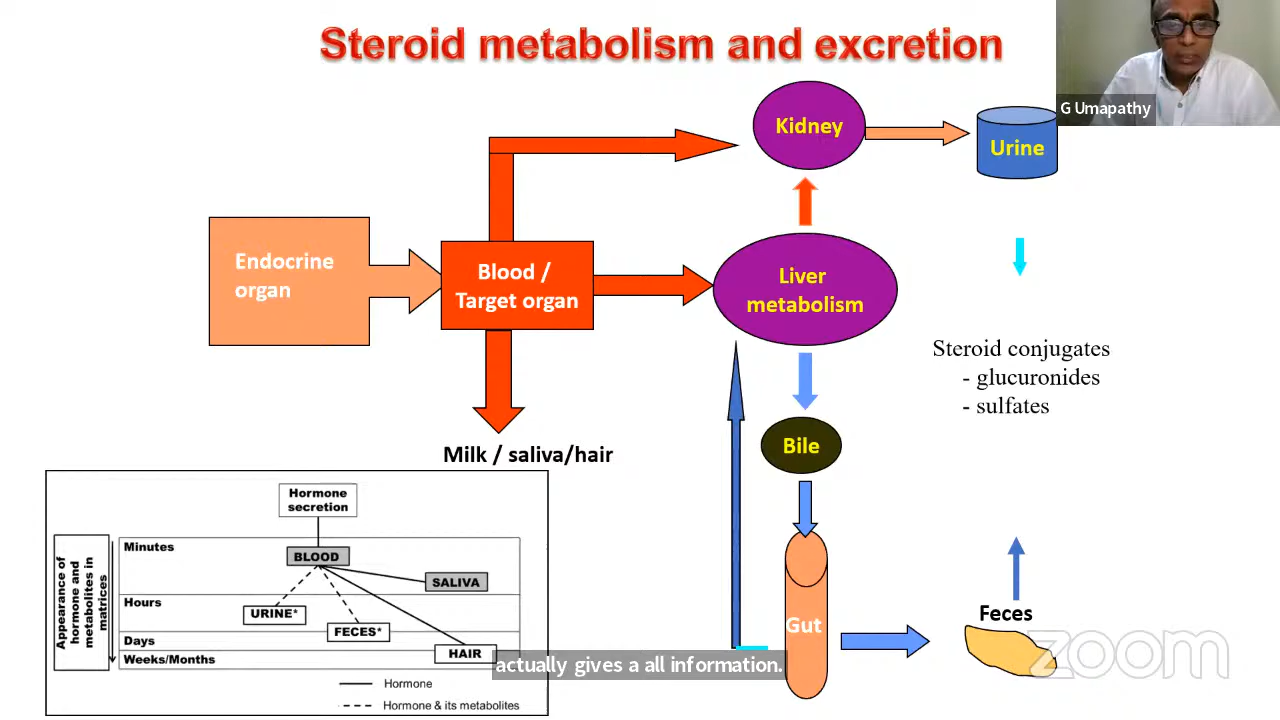 Steroid metabolism and excretion
G Umapathy
Kidney
Urine
Endocrine
organ
Blood /
Target organ
Liver
metabolism
Steroid conjugates
- glucuronides
- sulfates
Bile
Milk / saliva/hair
Gut
Feces
Hormone
secretion
Appearance of
hormone and
metabolites in
matrices
Minutes
BLOOD
SALIVA
Hours
URINE*
FECES*
Days
HAIR
Weeks/Months
Hormone
Hormone & its metabolites
actually gives a all information.
zoom